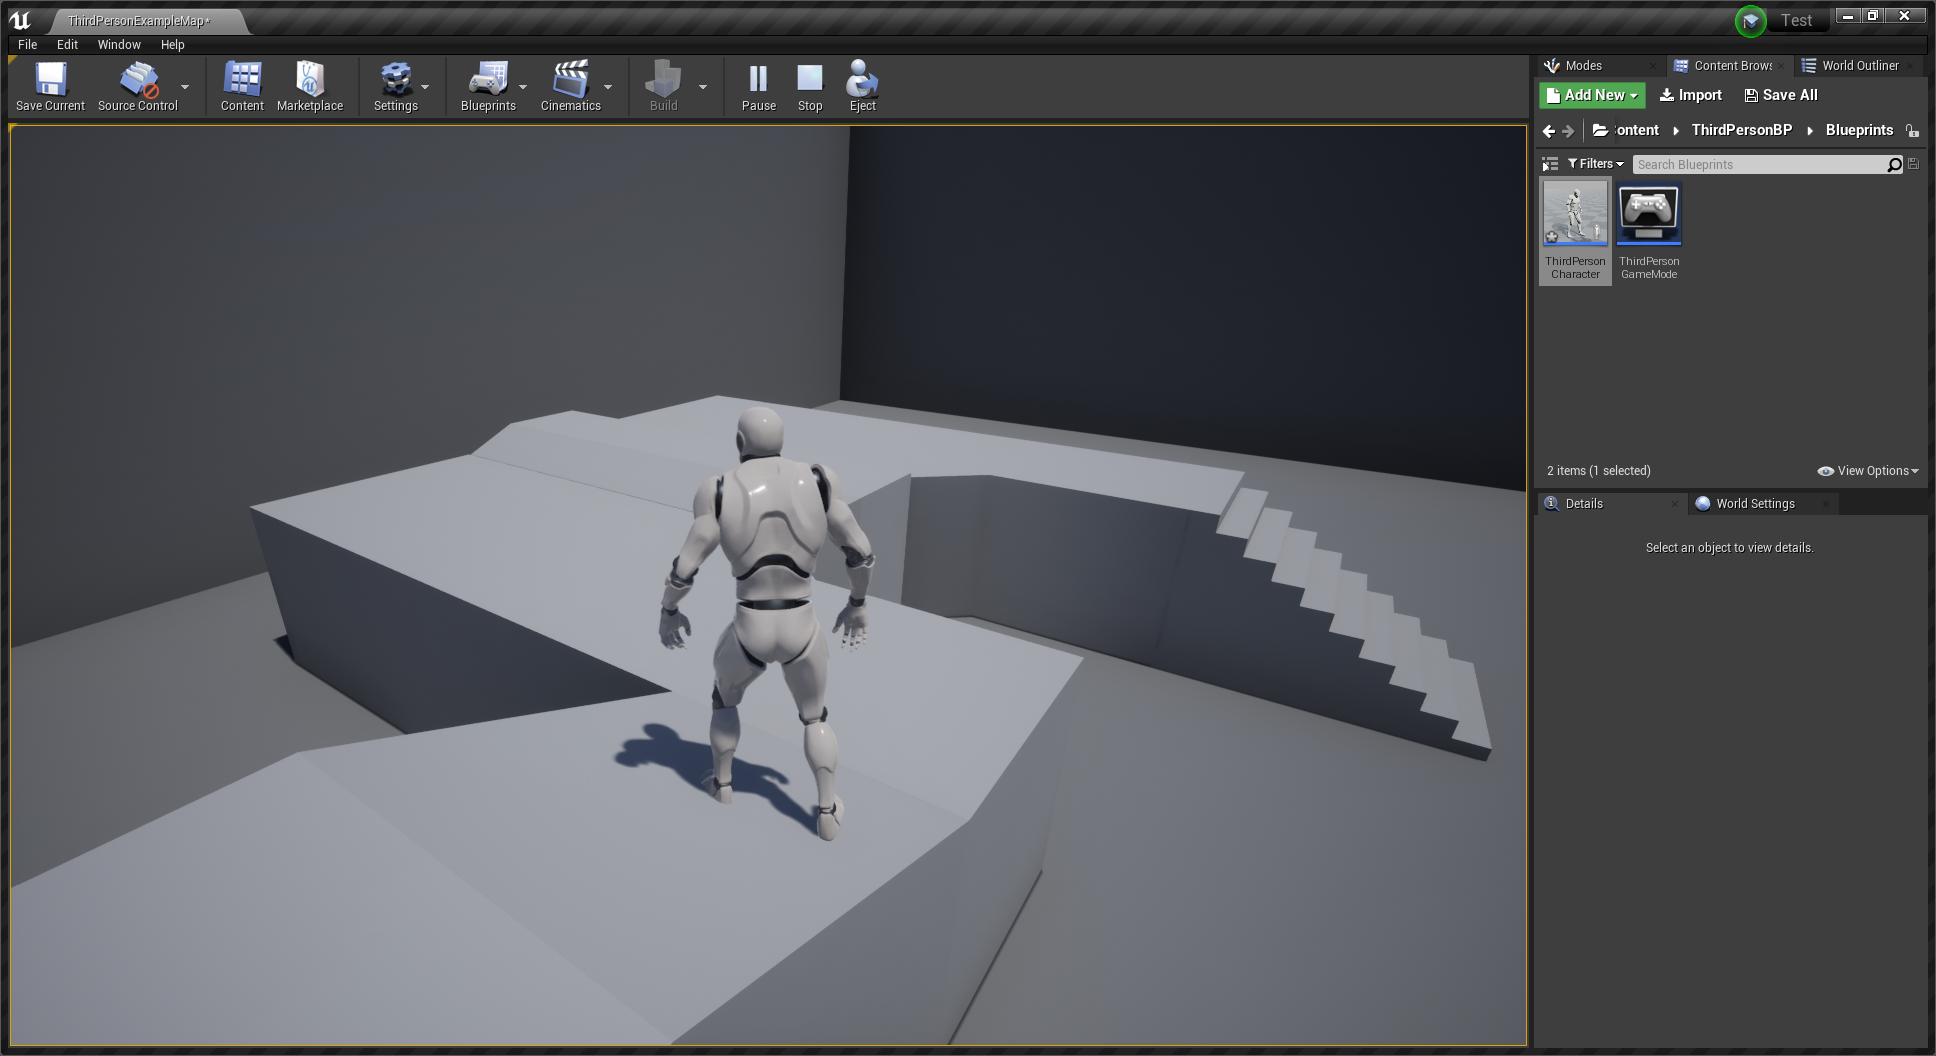 ThirdPersonExampleMap*
Test
File Edit Window Help
Save Current Source Control Content Marketplace Settings Blueprints Cinematics Build Pause Stop Eject
Modes Content Brows World Outliner
Add New Import Save All
ontent ThirdPersonBP Blueprints
Filters Search Blueprints
ThirdPerson
Character
ThirdPerson
GameMode
2 items (1 selected) View Options
Details World Settings
Select an object to view details.